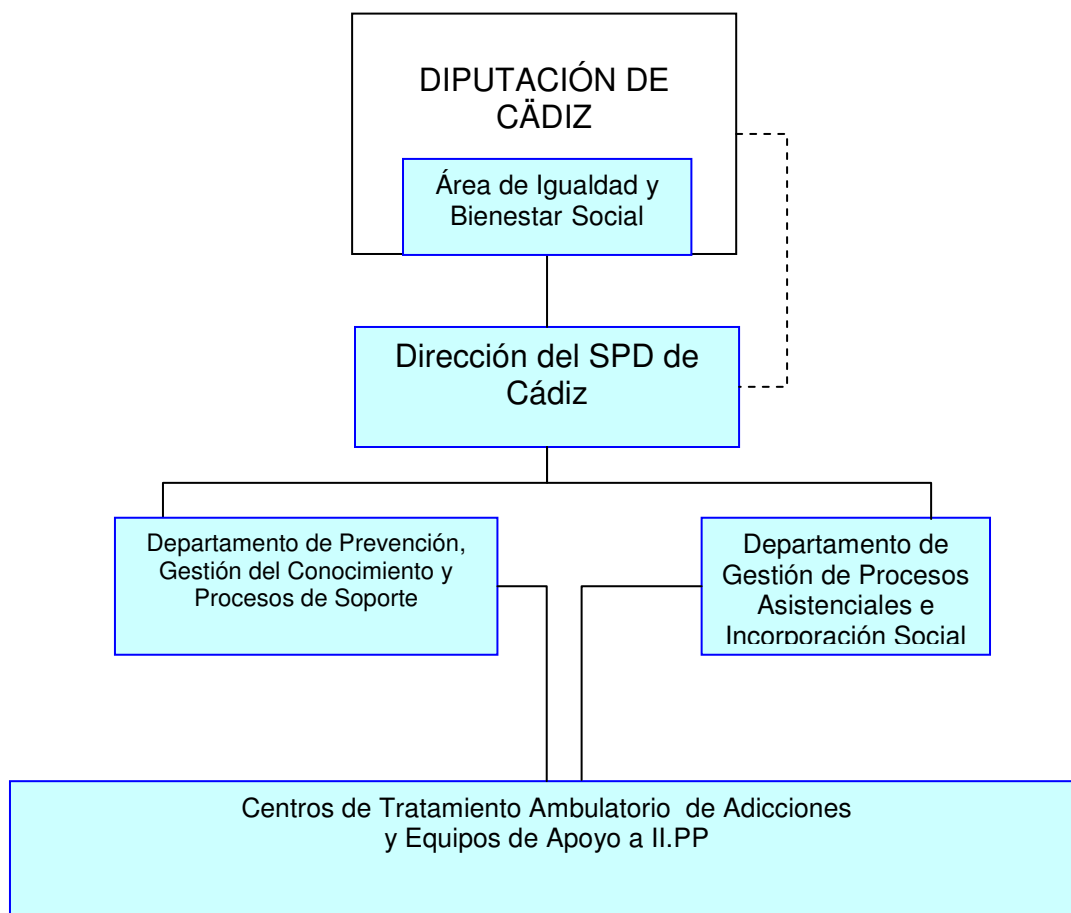 DIPUTACIÓN DE
CÄDIZ
Área de Igualdad y
Bienestar Social
Dirección del SPD de
Cádiz
Departamento de Prevención,
Gestión del Conocimiento y
Procesos de Soporte
Departamento de
Gestión de Procesos
Asistenciales e
Incorporación Social
Centros de Tratamiento Ambulatorio de Adicciones
y Equipos de Apoyo a II.PP